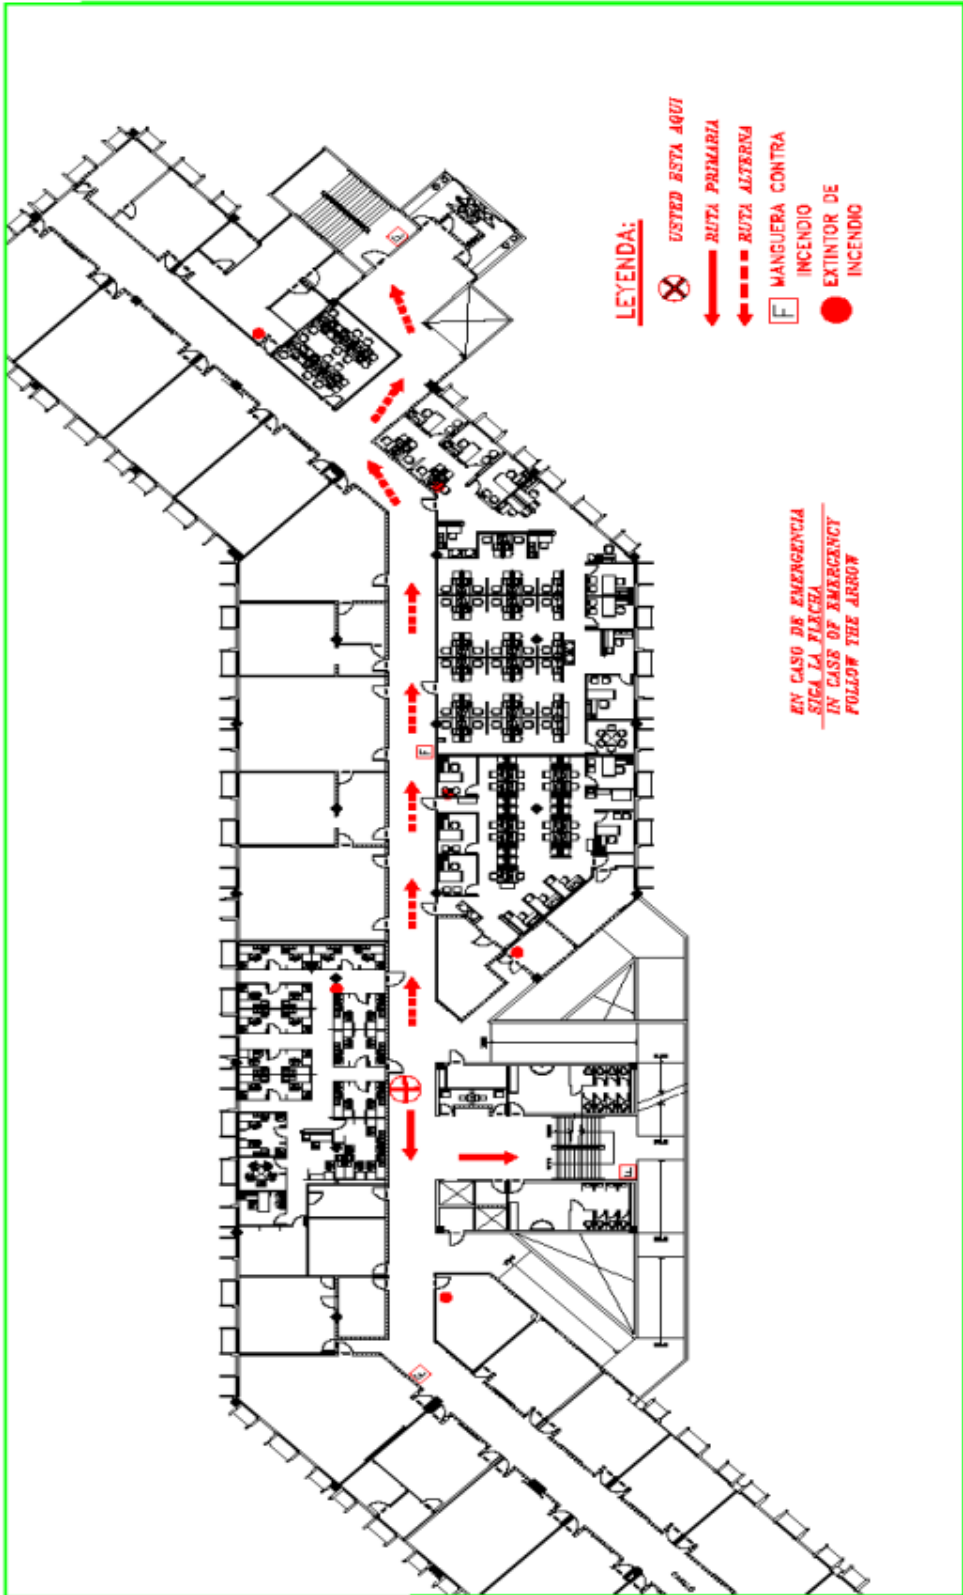 LEYENDA:
USTED ESTA AQUI
RUTA PRIMARIA
RUTA ALTERNA
F MANGUERA CONTRA
INCENDIO
EXTINTOR DE
INCENDIO
EN CASO DE EMERGENCIA
SIGA LA FLECHA
IN CASE OF EMERGENCY
FOLLOW THE ARROW
F
F
F
F